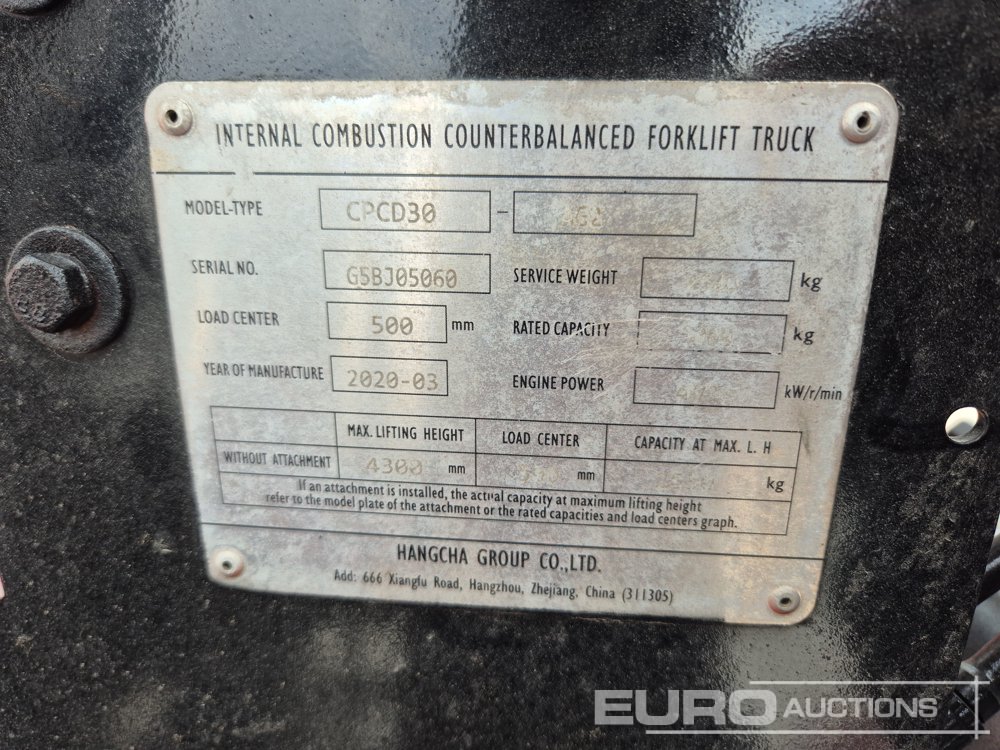 INTERNAL COMBUSTION COUNTERBALANCED FORKLIFT TRUCK
MODEL-TYPE CPCD30 -
SERIAL NO. G5BJ05060 SERVICE WEIGHT kg
LOAD CENTER 500 mm RATED CAPACITY kg
YEAR OF MANUFACTURE 2020-03 ENGINE POWER kW/r/min
MAX. LIFTING HEIGHT LOAD CENTER CAPACITY AT MAX. L. H
WITHOUT ATTACHMENT 4300 mm mm kg
If an attachment is installed, the actual capacity at maximum lifting height
refer to the model plate of the attachment or the rated capacities and load centers graph.
HANGCHA GROUP CO.,LTD.
Add: 666 Xiangfu Road, Hangzhou, Zhejiang, China (311305)
EURO AUCTIONS